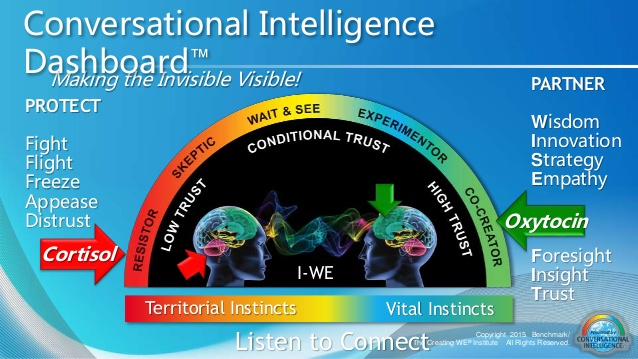 Conversational Intelligence
Dashboard™
Making the Invisible Visible!
PROTECT
Fight
Flight
Freeze
Appease
Distrust
Cortisol
RESISTOR
SKEPTIC
WAIT & SEE
EXPERIMENTOR
CO-CREATOR
LOW TRUST
CONDITIONAL TRUST
HIGH TRUST
I-WE
Territorial Instincts
Vital Instincts
PARTNER
Wisdom
Innovation
Strategy
Empathy
Oxytocin
Foresight
Insight
Trust
Listen to Connect
Copyright, 2015. Benchmark/
Creating WE® Institute All Rights Reserved.
CONVERSATIONAL
INTELLIGENCE